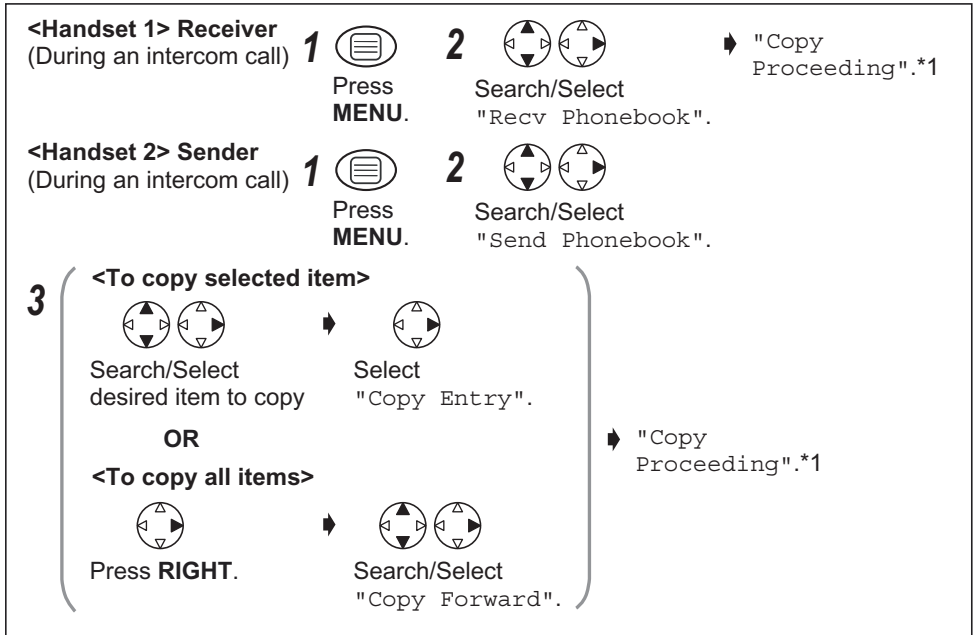 <Handset 1> Receiver
(During an intercom call) 1 2 "Copy
Proceeding".*1
Press Search/Select
MENU. "Recv Phonebook".
<Handset 2> Sender
(During an intercom call) 1 2
Press Search/Select
MENU. "Send Phonebook".
3 <To copy selected item>
Search/Select Select
desired item to copy "Copy Entry".
OR "Copy
Proceeding".*1
<To copy all items>
Press RIGHT. Search/Select
"Copy Forward".